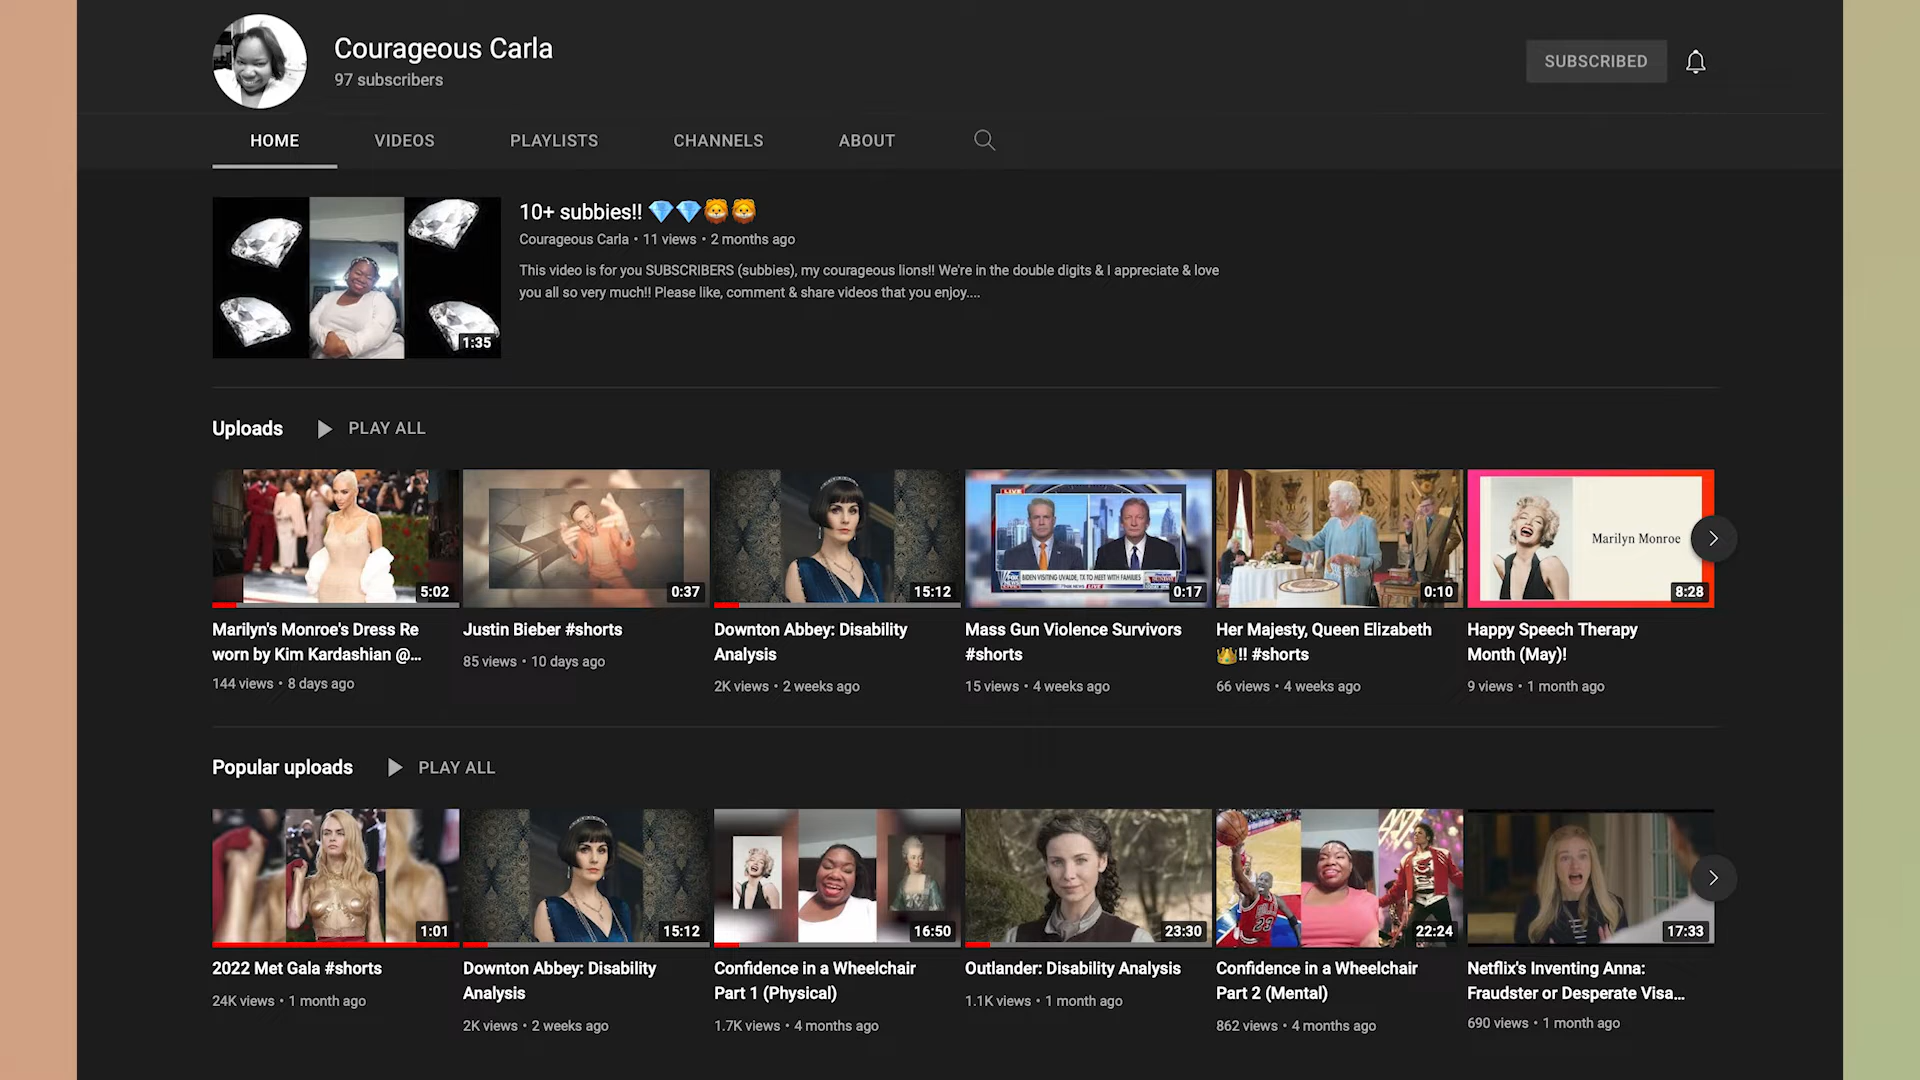 Courageous Carla
97 subscribers
SUBSCRIBED
HOME
VIDEOS
PLAYLISTS
CHANNELS
ABOUT
10+ subbies!! 💎💎🦁🦁
Courageous Carla • 11 views • 2 months ago
This video is for you SUBSCRIBERS (subbies), my courageous lions!! We're in the double digits & I appreciate & love
you all so very much!! Please like, comment & share videos that you enjoy....
1:35
Uploads
PLAY ALL
5:02
Marilyn's Monroe's Dress Re
worn by Kim Kardashian @...
144 views • 8 days ago
0:37
Justin Bieber #shorts
85 views • 10 days ago
15:12
Downton Abbey: Disability
Analysis
2K views • 2 weeks ago
LIVE
BIDEN VISITING UVALDE, TX TO MEET WITH FAMILIES
0:17
Mass Gun Violence Survivors
#shorts
15 views • 4 weeks ago
0:10
Her Majesty, Queen Elizabeth
👑!! #shorts
66 views • 4 weeks ago
Marilyn Monroe
8:28
Happy Speech Therapy
Month (May)!
9 views • 1 month ago
Popular uploads
PLAY ALL
1:01
2022 Met Gala #shorts
24K views • 1 month ago
15:12
Downton Abbey: Disability
Analysis
2K views • 2 weeks ago
16:50
Confidence in a Wheelchair
Part 1 (Physical)
1.7K views • 4 months ago
23:30
Outlander: Disability Analysis
1.1K views • 1 month ago
23
22:24
Confidence in a Wheelchair
Part 2 (Mental)
862 views • 4 months ago
17:33
Netflix's Inventing Anna:
Fraudster or Desperate Visa...
690 views • 1 month ago